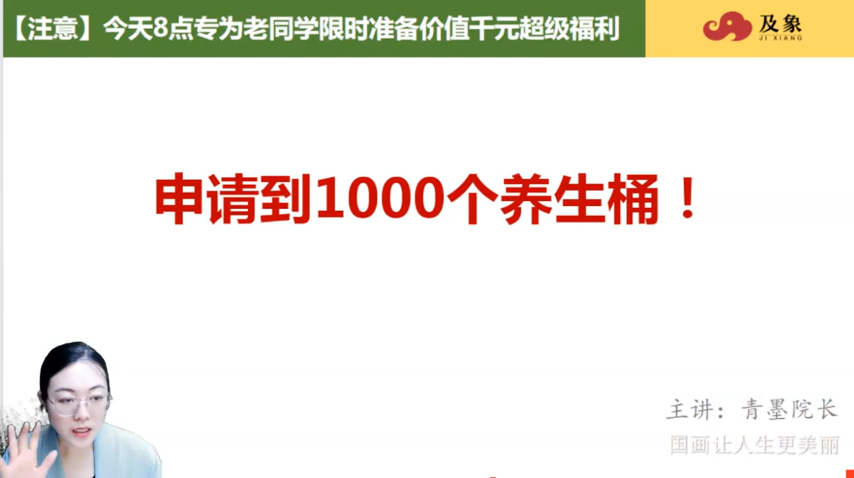 【注意】今天8点专为老同学限时准备价值千元超级福利
及象
JI XIANG
申请到1000个养生桶！
主讲：青墨院长
国画让人生更美丽